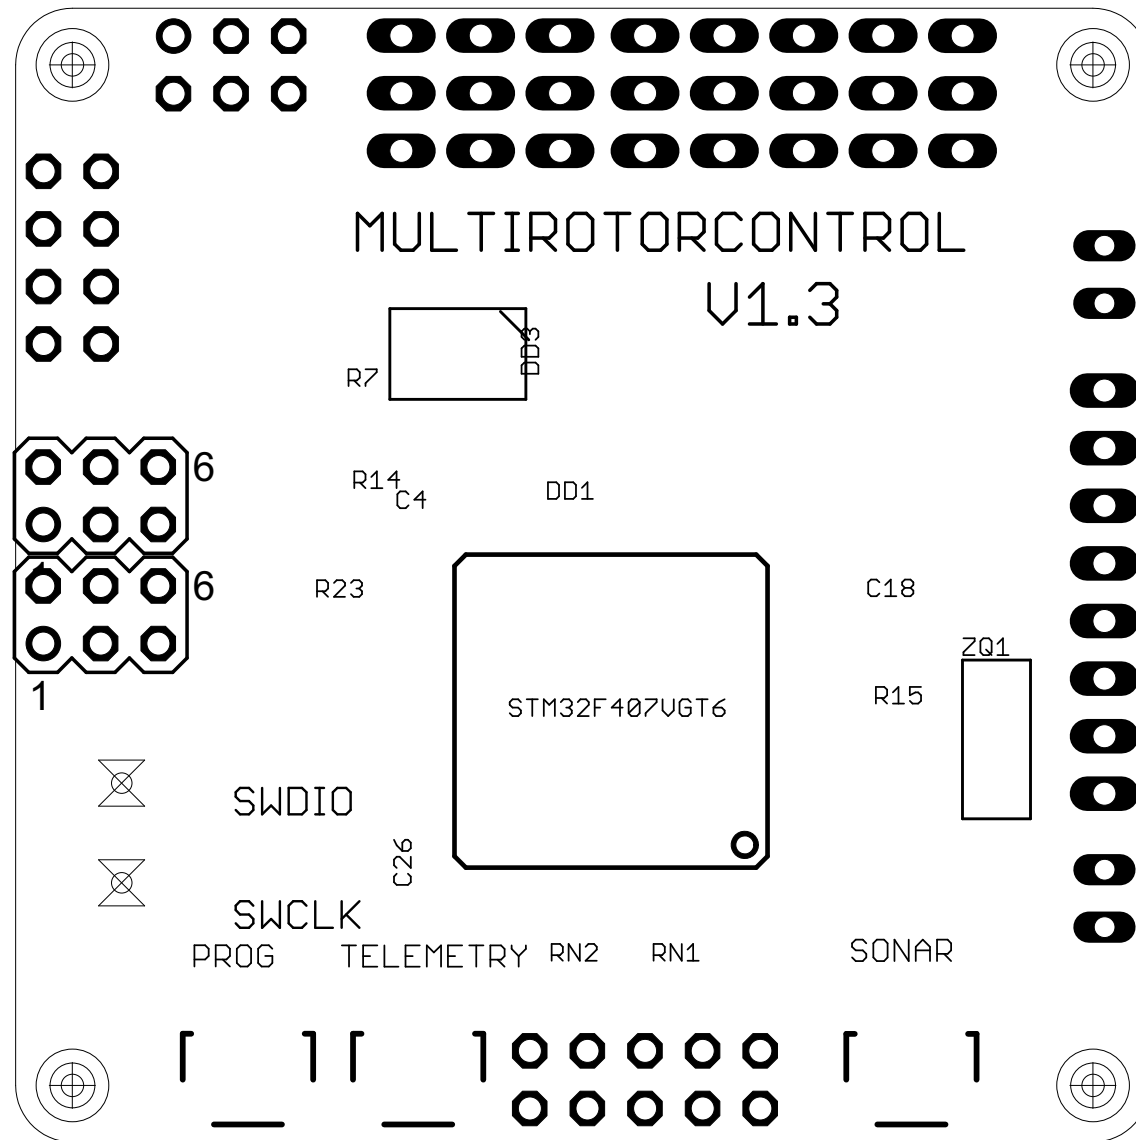 MULTIROTORCONTROL
V1.3
DD3
R7
6
R14
C4
DD1
6
R23
C18
ZQ1
R15
1
STM32F407VGT6
SWDIO
C26
SWCLK
PROG
TELEMETRY
RN2
RN1
SONAR